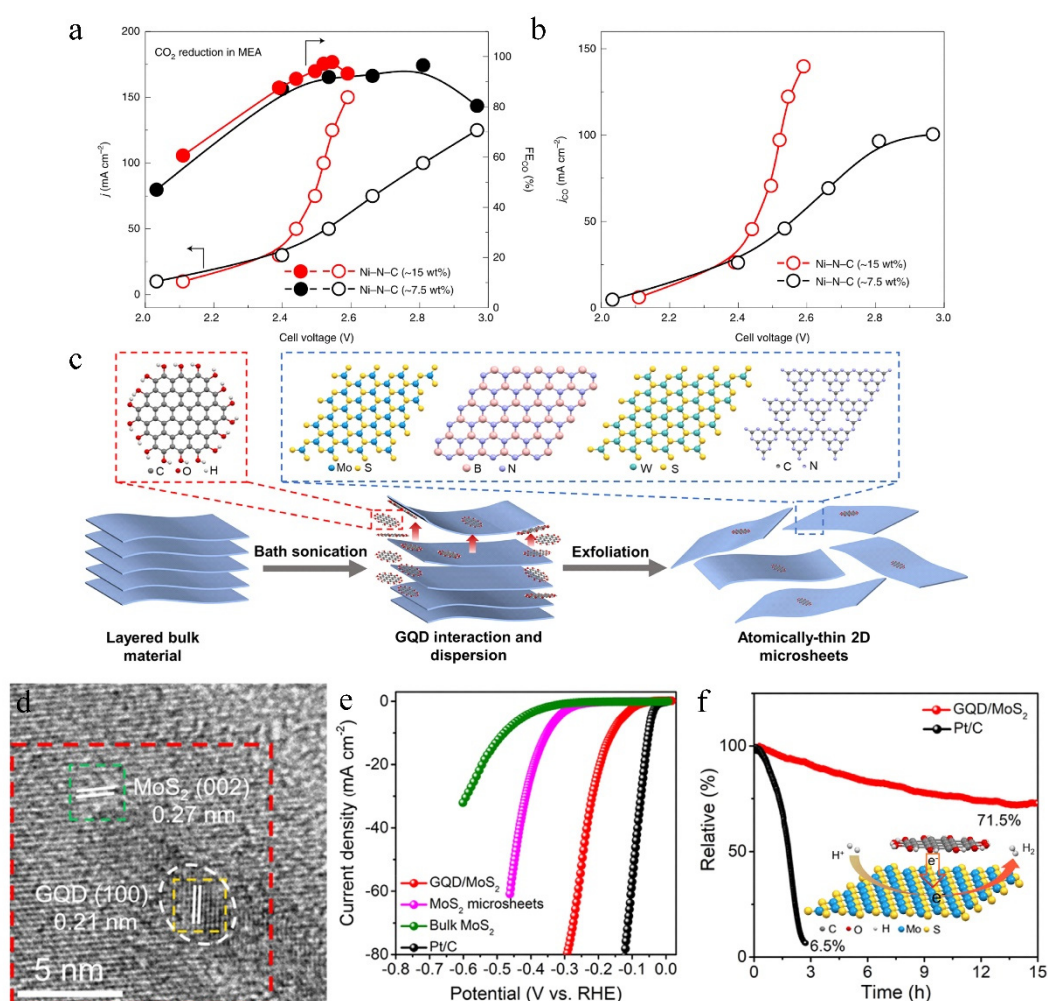 a
CO2 reduction in MEA
200
150
100
50
0
j (mA cm−2)
100
80
60
40
20
0
FECO (%)
Ni–N–C (~15 wt%)
Ni–N–C (~7.5 wt%)
2.0 2.2 2.4 2.6 2.8 3.0
Cell voltage (V)
b
150
100
50
0
jCO (mA cm−2)
Ni–N–C (~15 wt%)
Ni–N–C (~7.5 wt%)
2.0 2.2 2.4 2.6 2.8 3.0
Cell voltage (V)
c
C O H
Mo S
B N
W S
C N
Bath sonication
Exfoliation
Layered bulk
material
GQD interaction and
dispersion
Atomically-thin 2D
microsheets
d
MoS2 (002)
0.27 nm
GQD (100)
0.21 nm
5 nm
e
0
-20
-40
-60
-80
Current density (mA cm-2)
GQD/MoS2
MoS2 microsheets
Bulk MoS2
Pt/C
-0.8 -0.7 -0.6 -0.5 -0.4 -0.3 -0.2 -0.1 0.0
Potential (V vs. RHE)
f
GQD/MoS2
Pt/C
100
50
0
Relative (%)
71.5%
6.5%
H+
e-
H2
e-
C O H Mo S
0 3 6 9 12 15
Time (h)